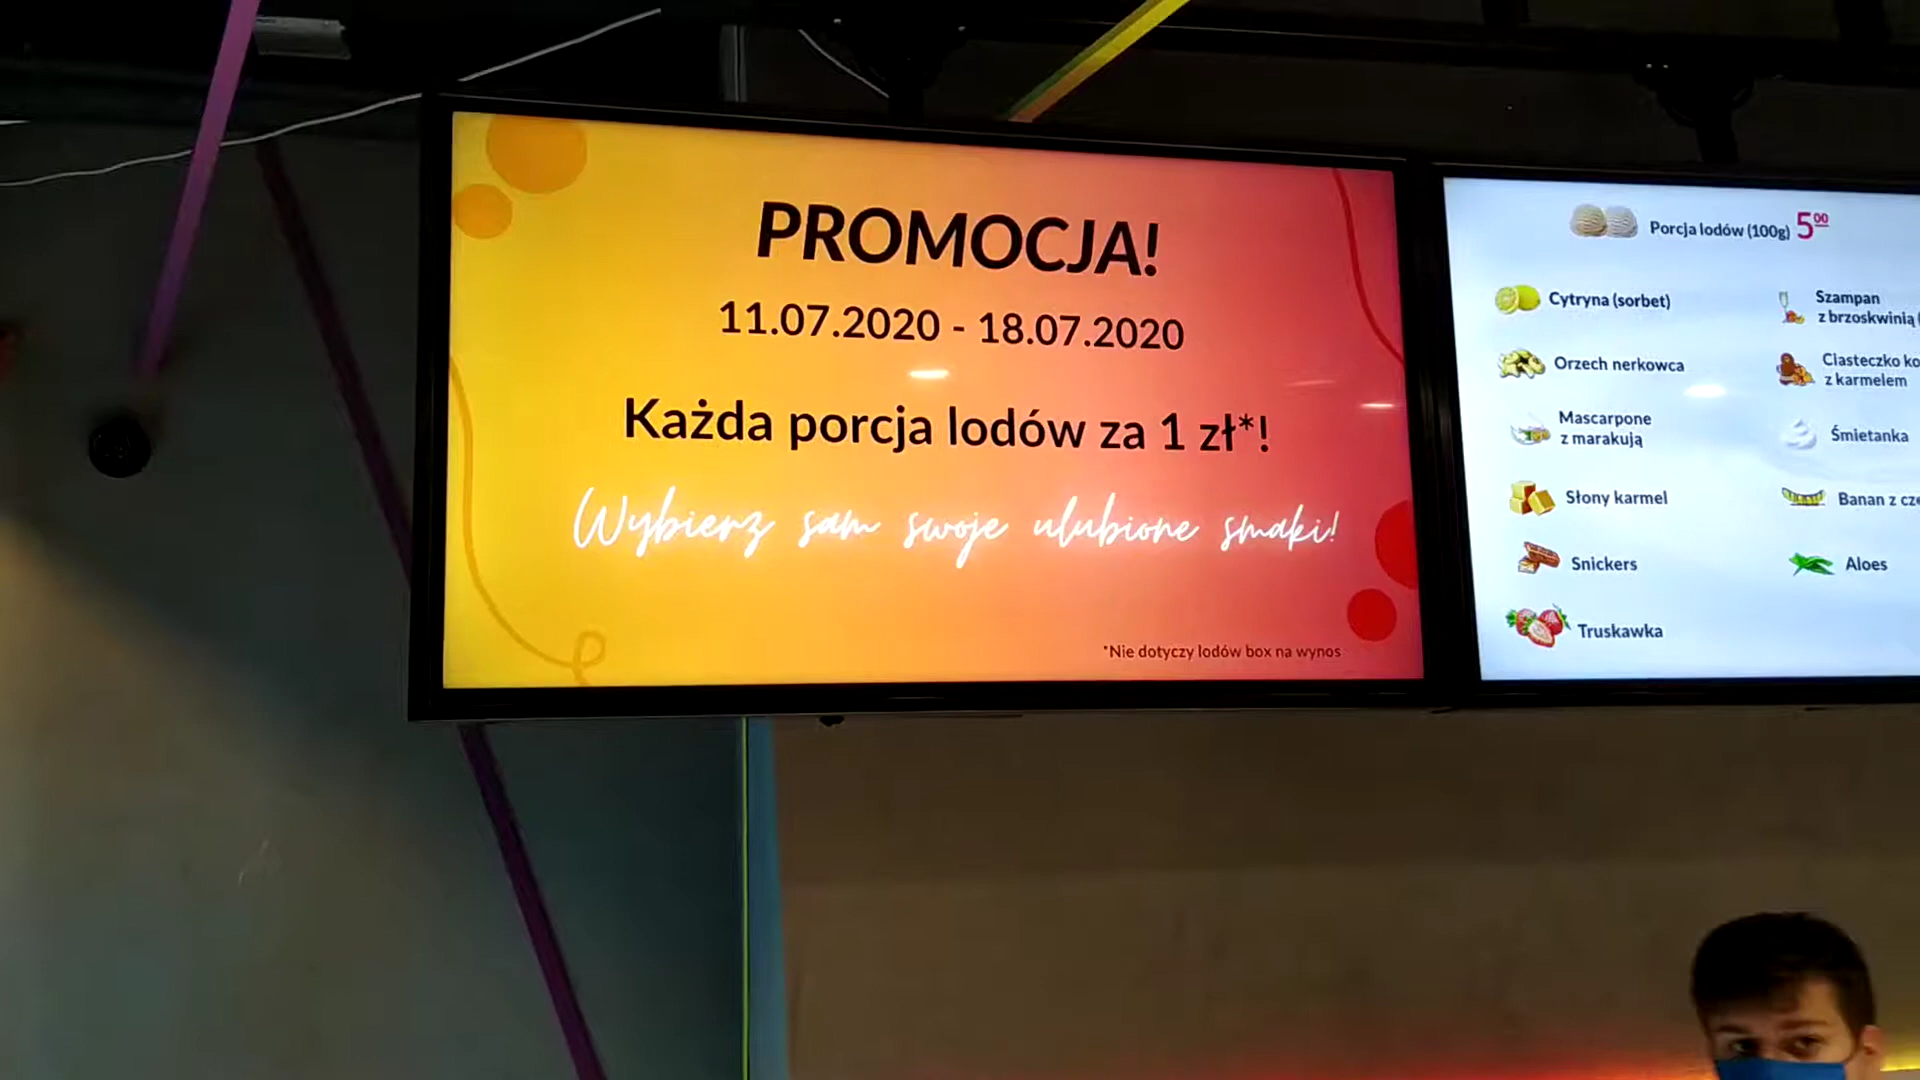 PROMOCJA!
11.07.2020 - 18.07.2020
Każda porcja lodów za 1 zł*!
Wybierz sam swoje ulubione smaki!
*Nie dotyczy lodów box na wynos
Porcja lodów (100g) 5 00
Cytryna (sorbet)
Orzech nerkowca
Mascarpone
z marakują
Słony karmel
Snickers
Truskawka
Szampan
z brzoskwinią
Ciasteczko
z karmelem
Śmietanka
Banan z
Aloes